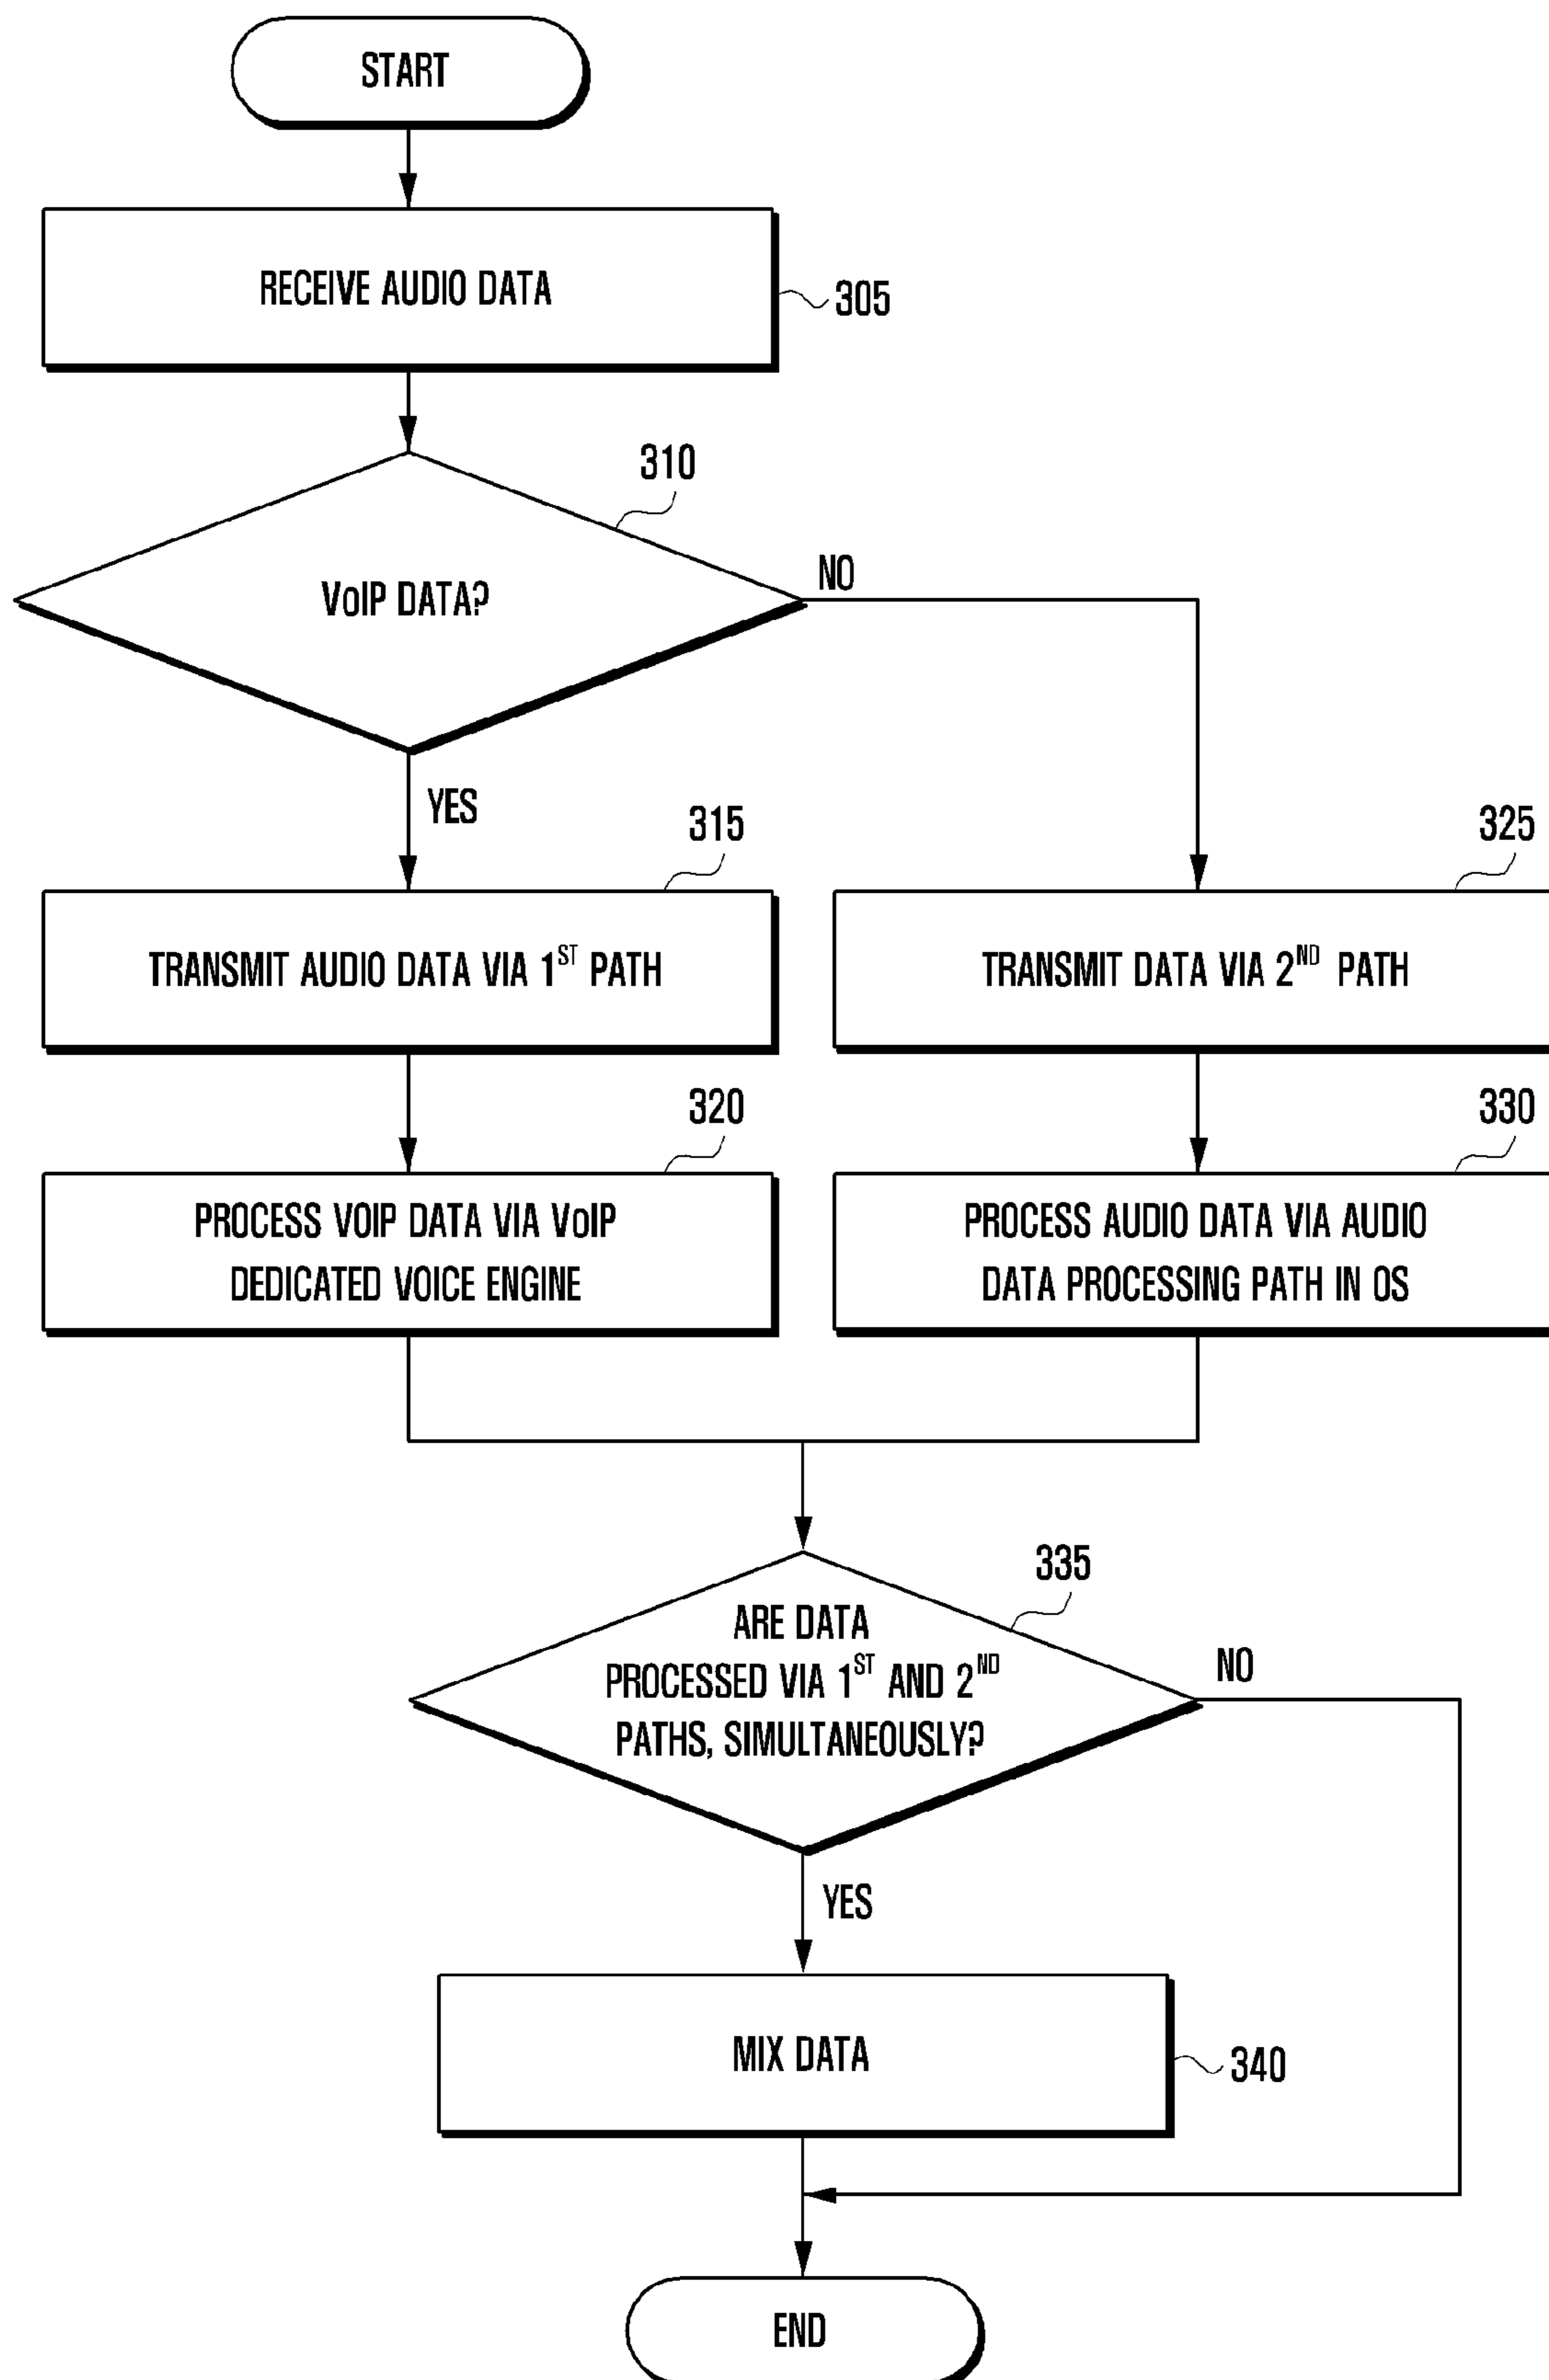 START
RECEIVE AUDIO DATA
305
310
VoIP DATA?
NO
YES
315
325
TRANSMIT AUDIO DATA VIA 1ST PATH
TRANSMIT DATA VIA 2ND PATH
320
330
PROCESS VOIP DATA VIA VoIP
DEDICATED VOICE ENGINE
PROCESS AUDIO DATA VIA AUDIO
DATA PROCESSING PATH IN OS
335
ARE DATA
PROCESSED VIA 1ST AND 2ND
PATHS, SIMULTANEOUSLY?
NO
YES
MIX DATA
340
END